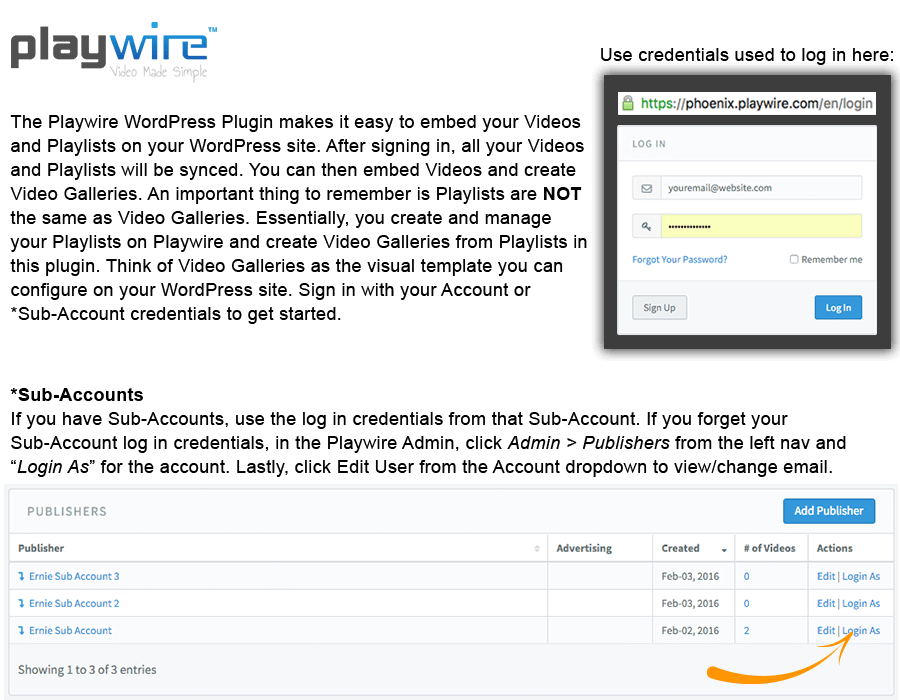 playwire™
Video Made Simple
The Playwire WordPress Plugin makes it easy to embed your Videos
and Playlists on your WordPress site. After signing in, all your Videos
and Playlists will be synced. You can then embed Videos and create
Video Galleries. An important thing to remember is Playlists are NOT
the same as Video Galleries. Essentially, you create and manage
your Playlists on Playwire and create Video Galleries from Playlists in
this plugin. Think of Video Galleries as the visual template you can
configure on your WordPress site. Sign in with your Account or
*Sub-Account credentials to get started.
Use credentials used to log in here:
https://phoenix.playwire.com/en/login
LOG IN
youremail@website.com
••••••••••••••
Forgot Your Password? Remember me
Sign Up Log In
*Sub-Accounts
If you have Sub-Accounts, use the log in credentials from that Sub-Account. If you forget your
Sub-Account log in credentials, in the Playwire Admin, click Admin > Publishers from the left nav and
“Login As” for the account. Lastly, click Edit User from the Account dropdown to view/change email.
PUBLISHERS Add Publisher
Publisher Advertising Created # of Videos Actions
Ernie Sub Account 3 Feb-03, 2016 0 Edit | Login As
Ernie Sub Account 2 Feb-03, 2016 0 Edit | Login As
Ernie Sub Account Feb-02, 2016 2 Edit | Login As
Showing 1 to 3 of 3 entries